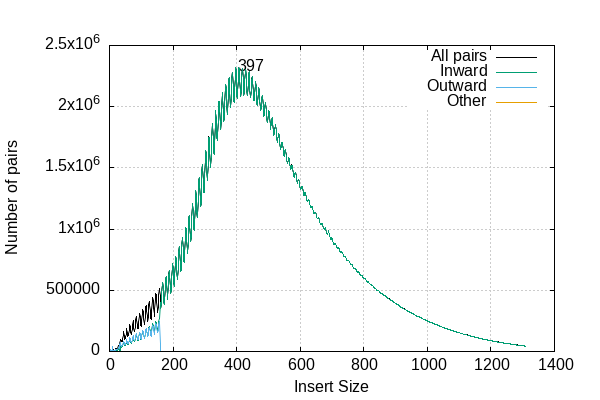 2.5x10⁶
2x10⁶
1.5x10⁶
1x10⁶
500000
0
Number of pairs
397
All pairs
Inward
Outward
Other
0 200 400 600 800 1000 1200 1400
Insert Size